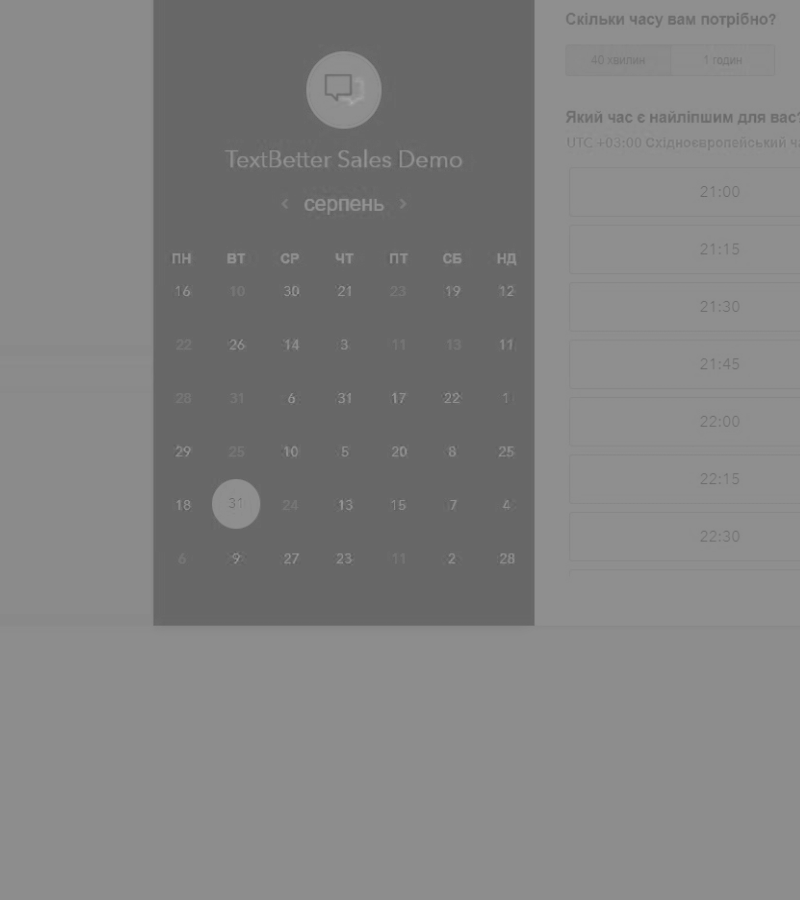 TextBetter Sales Demo
серпень
ПН ВТ СР ЧТ ПТ СБ НД
16 10 30 21 23 19 12
22 26 14 3 11 13 11
28 31 6 31 17 22 1
29 25 10 5 20 8 25
18 31 24 13 15 7 4
6 9 27 23 11 2 28
Скільки часу вам потрібно?
40 хвилин 1 годин
Який час є найліпшим для вас?
UTC +03:00 Східноєвропейський ча
21:00
21:15
21:30
21:45
22:00
22:15
22:30